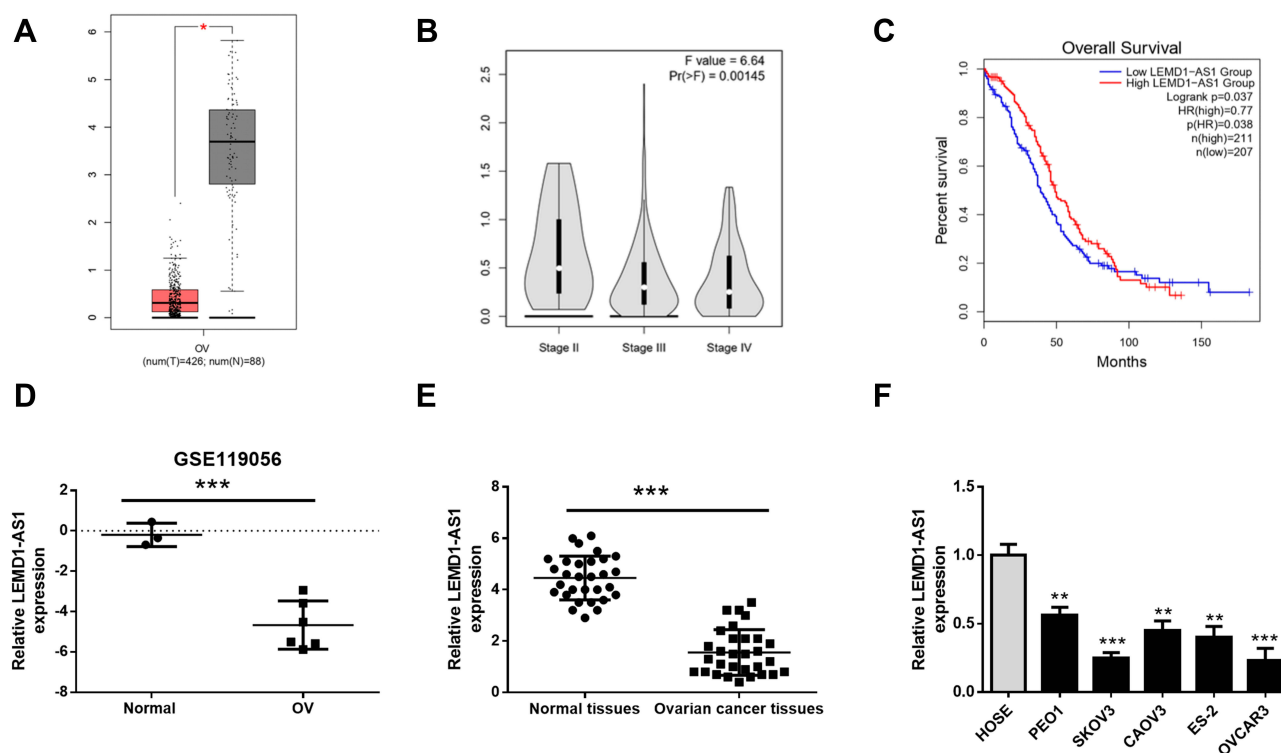 A
6
5
4
3
2
1
0
*
OV
(num(T)=426; num(N)=88)
B
F value = 6.64
Pr(>F) = 0.00145
2.5
2.0
1.5
1.0
0.5
0.0
Stage II
Stage III
Stage IV
C
Overall Survival
Low LEMD1−AS1 Group
High LEMD1−AS1 Group
Logrank p=0.037
HR(high)=0.77
p(HR)=0.038
n(high)=211
n(low)=207
Percent survival
1.0
0.8
0.6
0.4
0.2
0.0
0
50
100
150
Months
D
GSE119056
***
Relative LEMD1-AS1
expression
2
0
-2
-4
-6
-8
Normal
OV
E
***
Relative LEMD1-AS1
expression
8
6
4
2
0
Normal tissues
Ovarian cancer tissues
F
Relative LEMD1-AS1
expression
1.5
1.0
0.5
0.0
**
***
**
**
***
HOSE
PEO1
SKOV3
CAOV3
ES-2
OVCAR3